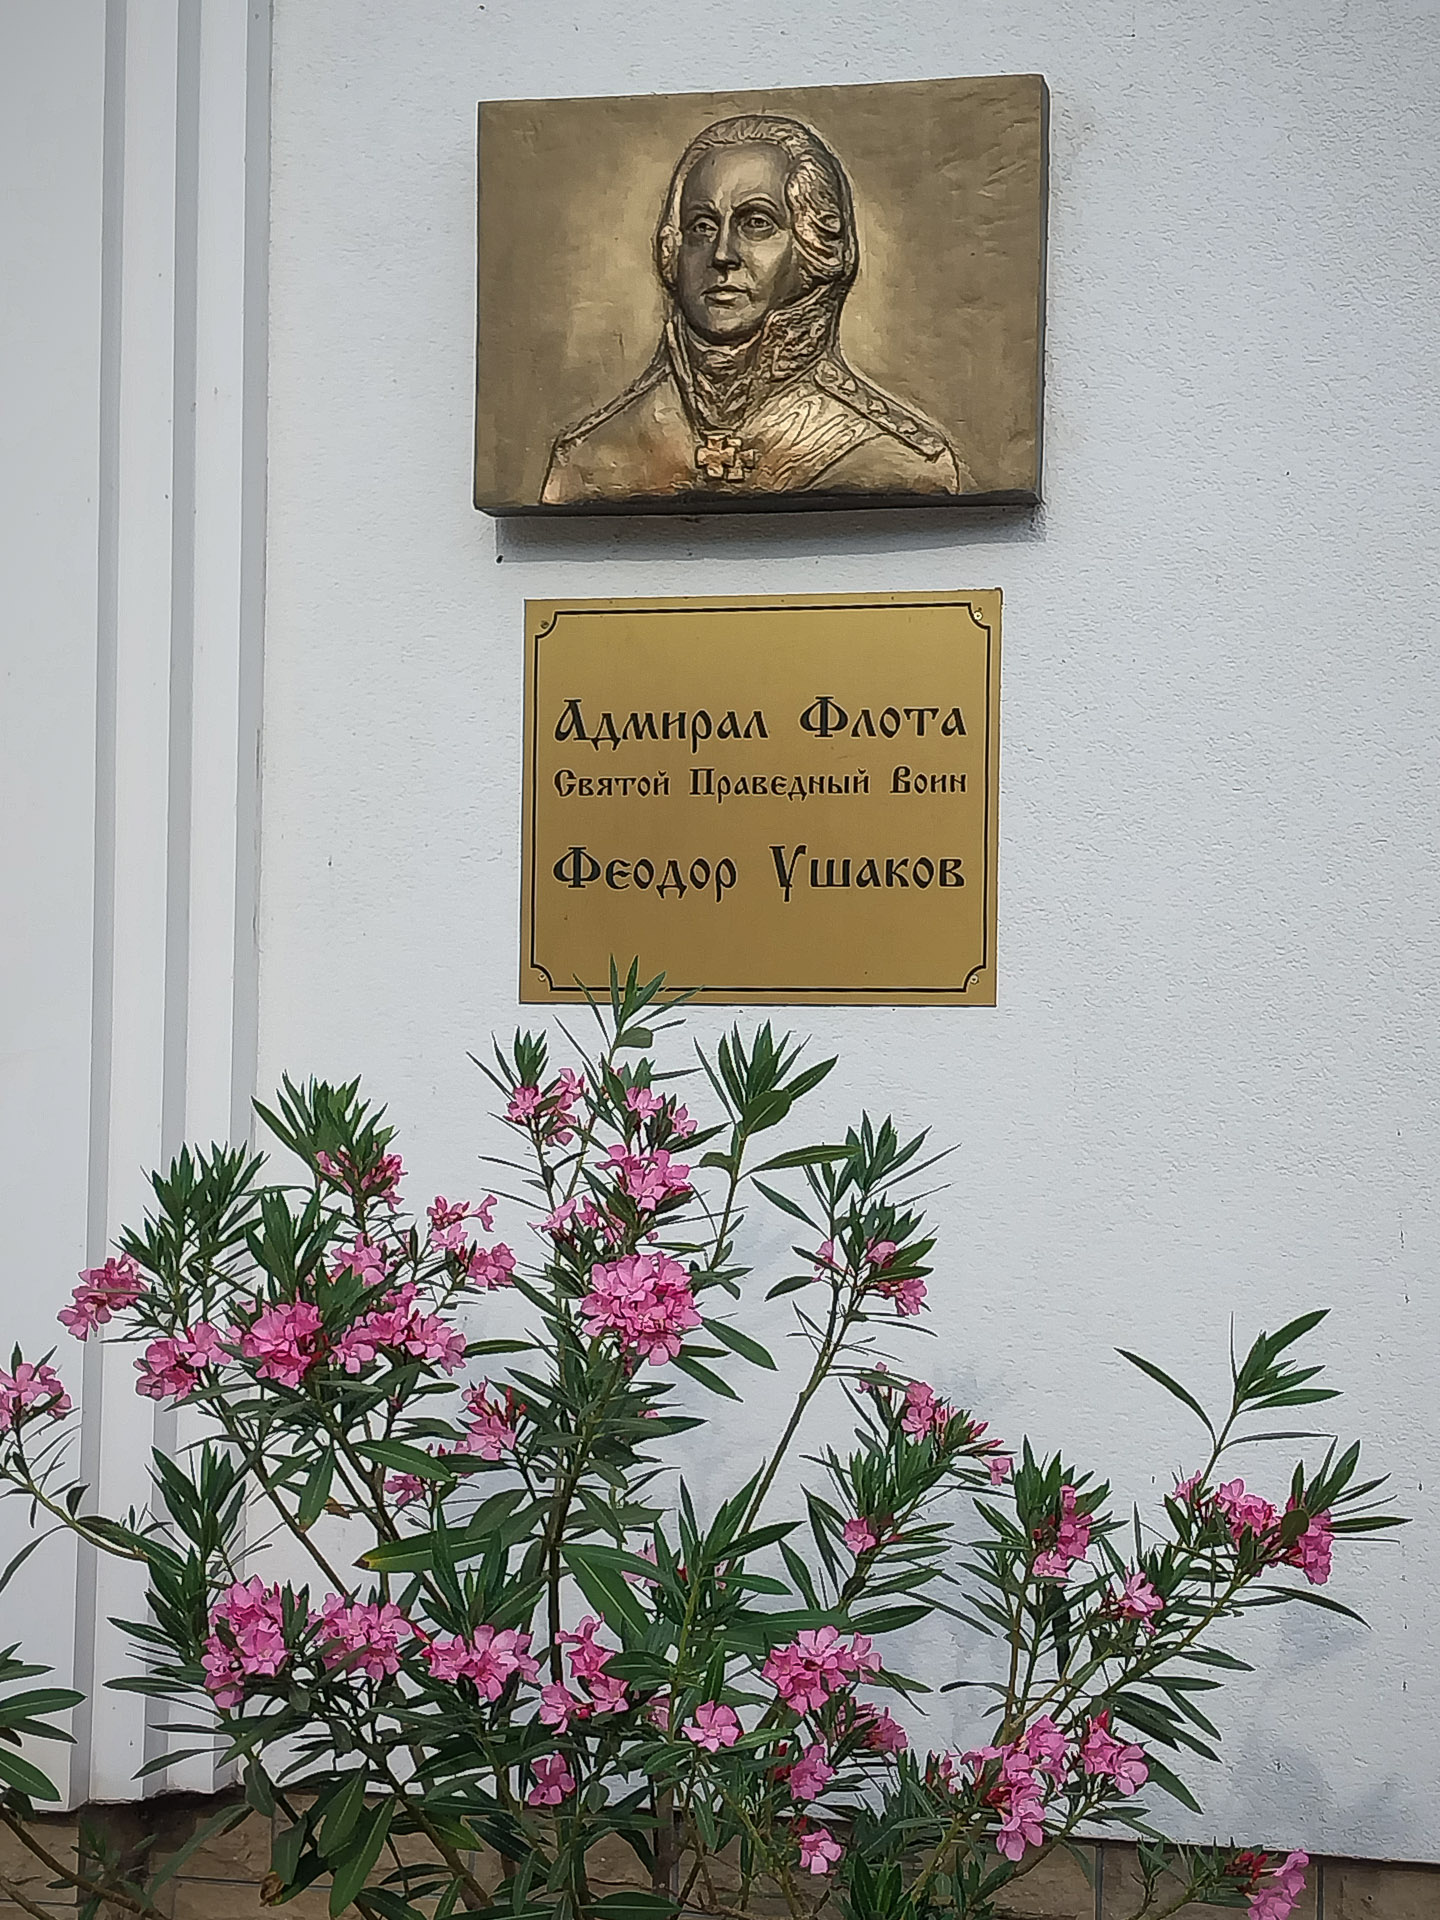 Адмирал Флота
Святой Праведный Воин
Феодор Ушаков